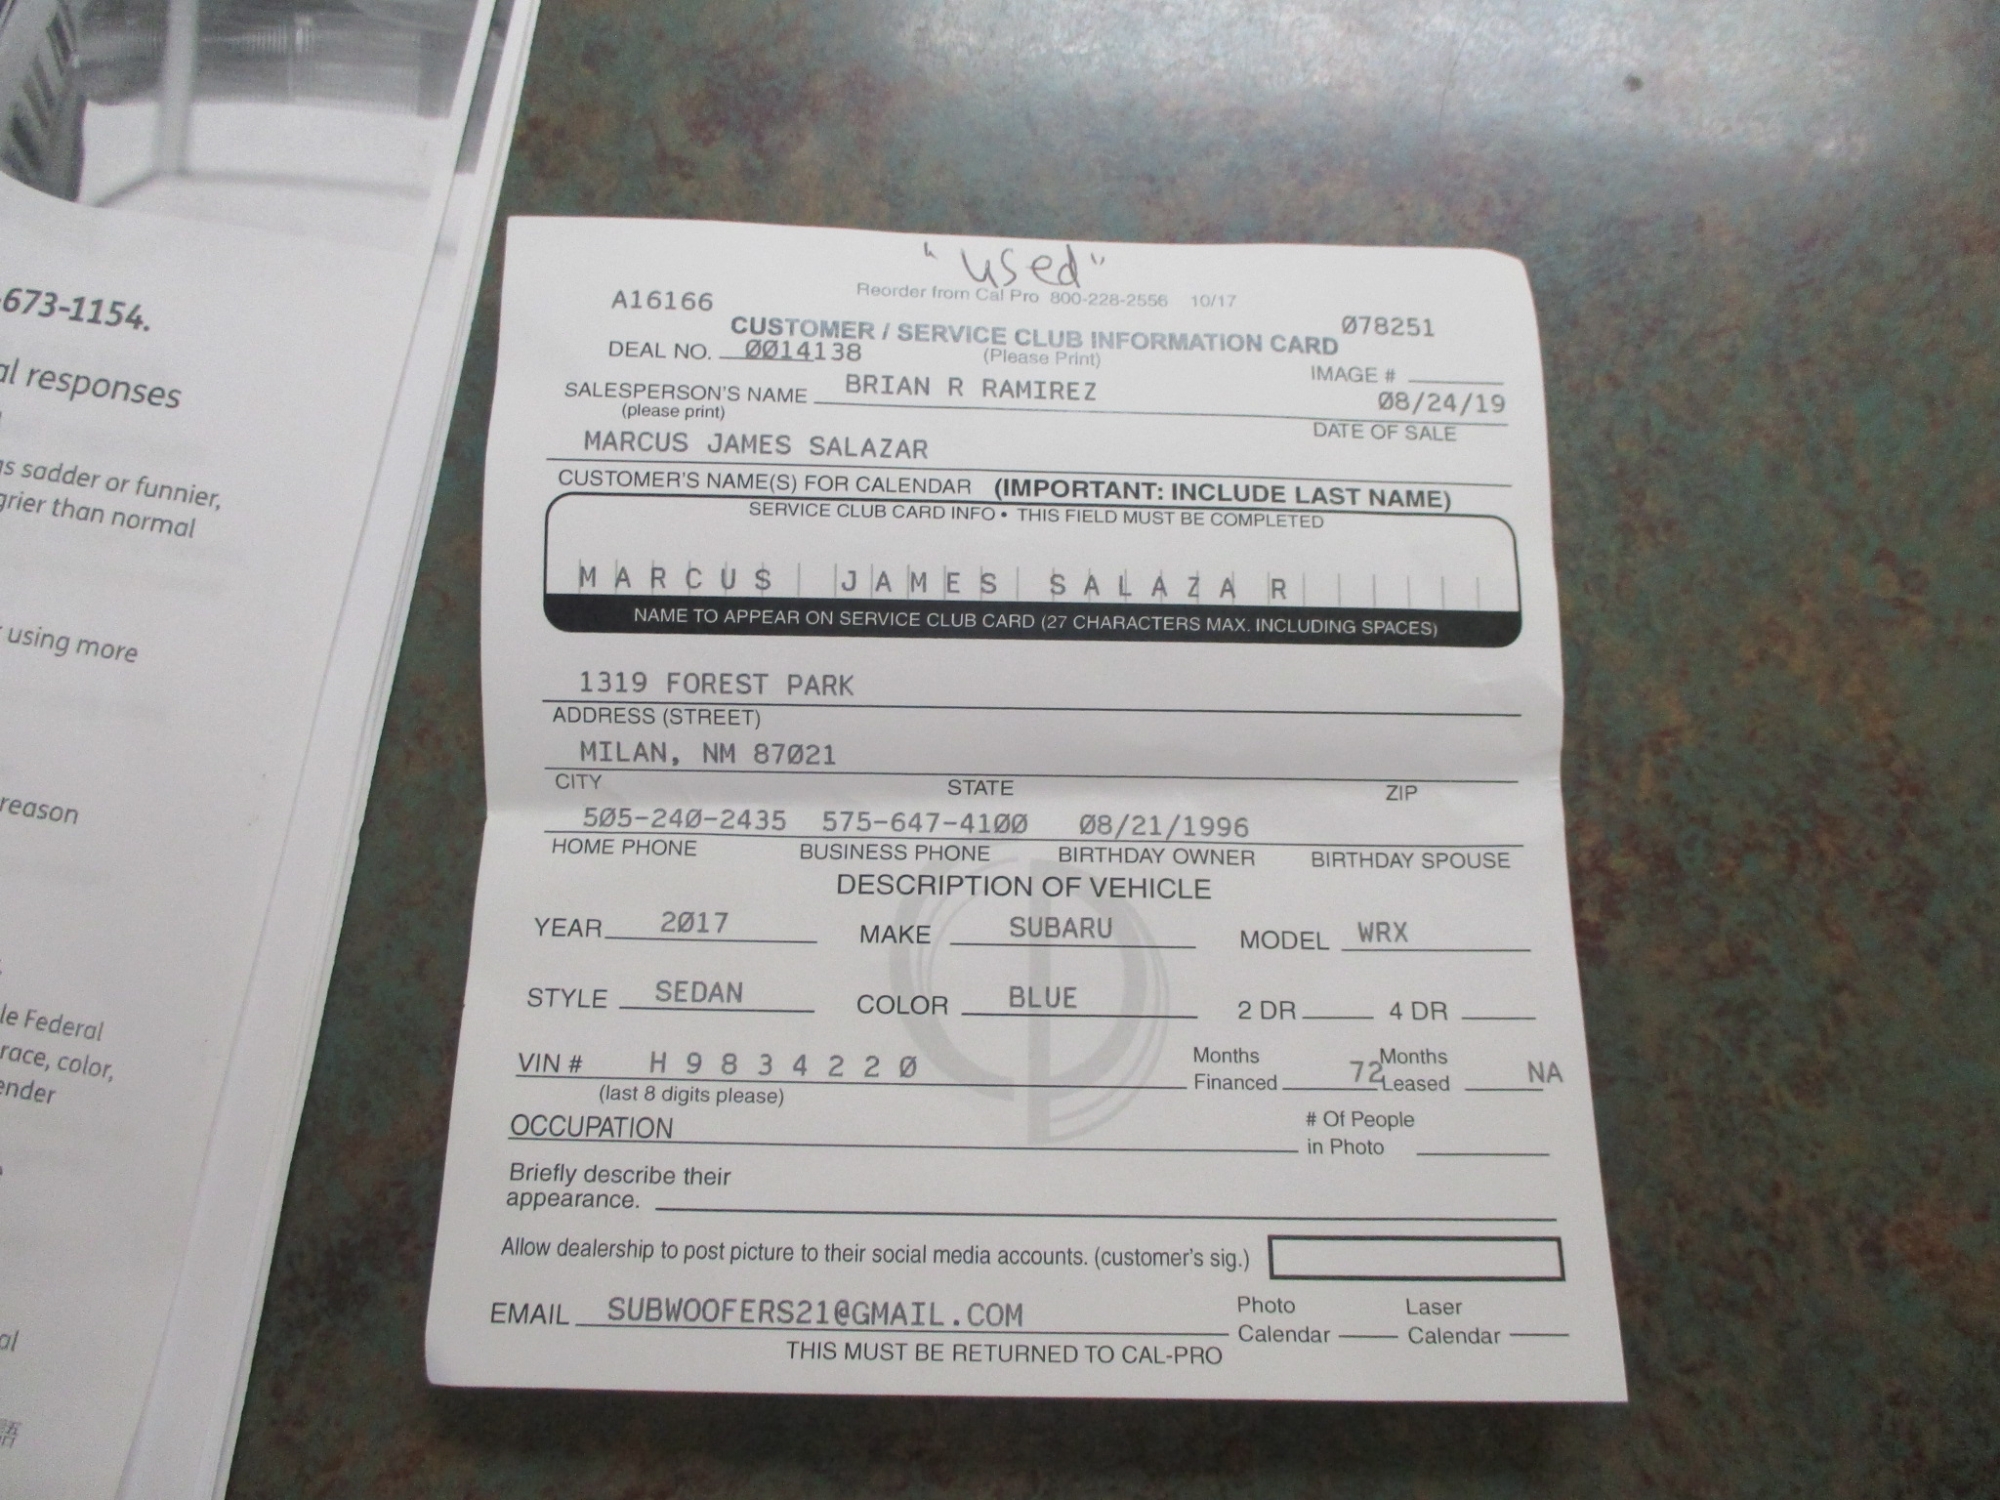 -673-1154.
al responses
as sadder or funnier,
grier than normal
using more
reason
le Federal
race, color,
ender
al
語
"used"
Reorder from Cal Pro 800-228-2556 10/17
A16166
078251
CUSTOMER / SERVICE CLUB INFORMATION CARD
DEAL NO. 0014138 (Please Print)
IMAGE #
SALESPERSON'S NAME BRIAN R RAMIREZ 08/24/19
(please print) DATE OF SALE
MARCUS JAMES SALAZAR
CUSTOMER'S NAME(S) FOR CALENDAR (IMPORTANT: INCLUDE LAST NAME)
SERVICE CLUB CARD INFO • THIS FIELD MUST BE COMPLETED
MARCUS JAMES SALAZAR
NAME TO APPEAR ON SERVICE CLUB CARD (27 CHARACTERS MAX. INCLUDING SPACES)
1319 FOREST PARK
ADDRESS (STREET)
MILAN, NM 87021
CITY STATE ZIP
505-240-2435 575-647-4100 08/21/1996
HOME PHONE BUSINESS PHONE BIRTHDAY OWNER BIRTHDAY SPOUSE
DESCRIPTION OF VEHICLE
YEAR 2017 MAKE SUBARU MODEL WRX
STYLE SEDAN COLOR BLUE 2 DR 4 DR
VIN # H9834220 Months Financed 72 Months Leased NA
(last 8 digits please)
OCCUPATION # Of People in Photo
Briefly describe their
appearance.
Allow dealership to post picture to their social media accounts. (customer's sig.)
EMAIL SUBWOOFERS21@GMAIL.COM Photo Calendar Laser Calendar
THIS MUST BE RETURNED TO CAL-PRO